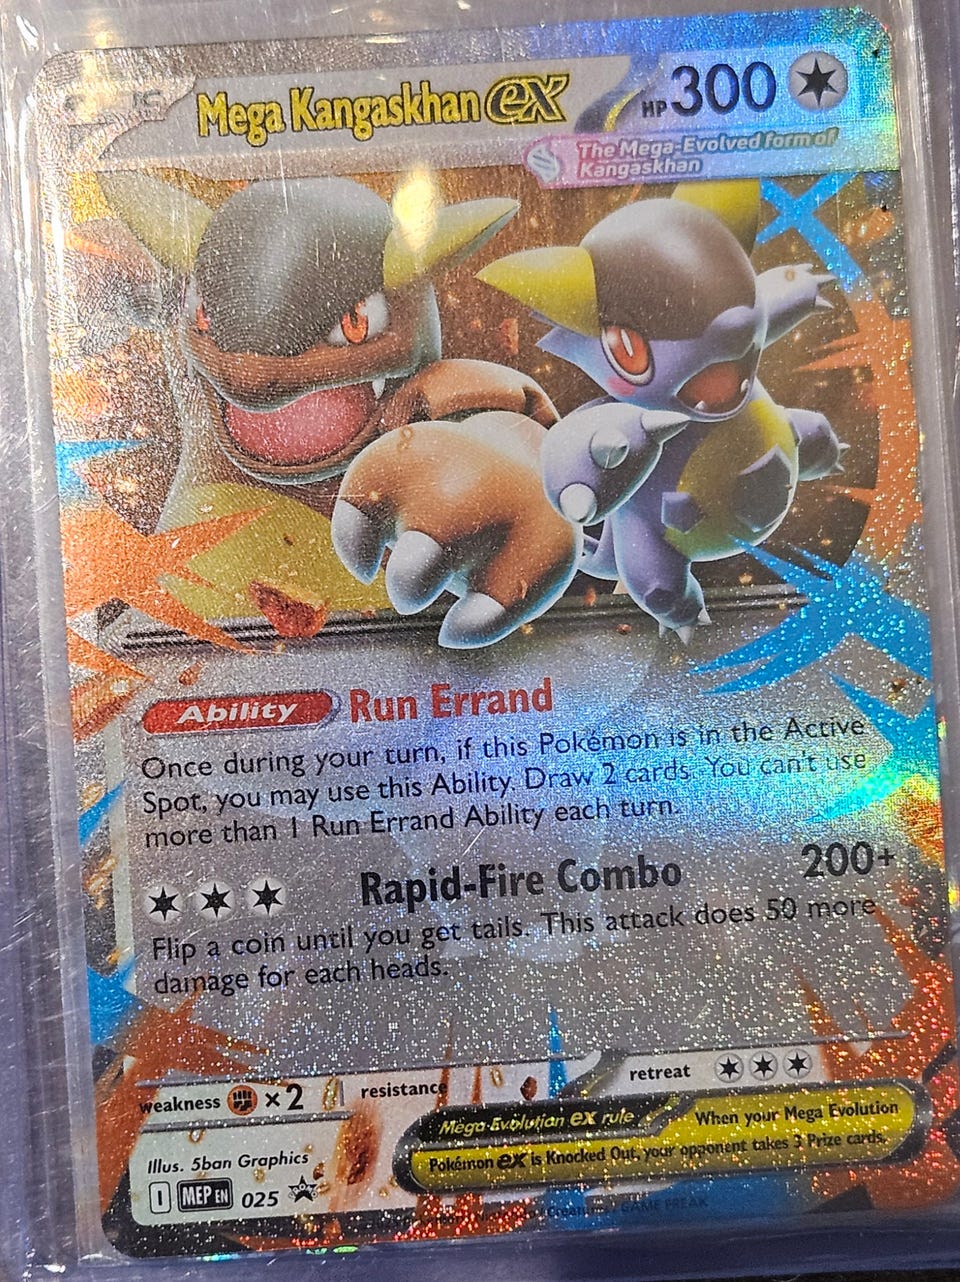 Mega Kangaskhan ex HP 300
The Mega-Evolved form of
Kangaskhan
Ability Run Errand
Once during your turn, if this Pokémon is in the Active
Spot, you may use this Ability. Draw 2 cards. You can't use
more than 1 Run Errand Ability each turn.
Rapid-Fire Combo 200+
Flip a coin until you get tails. This attack does 50 more
damage for each heads.
weakness ×2 resistance retreat
Mega Evolution ex rule When your Mega Evolution
Pokémon ex is Knocked Out, your opponent takes 3 Prize cards.
Illus. 5ban Graphics
I MEP EN 025
GAME FREAK